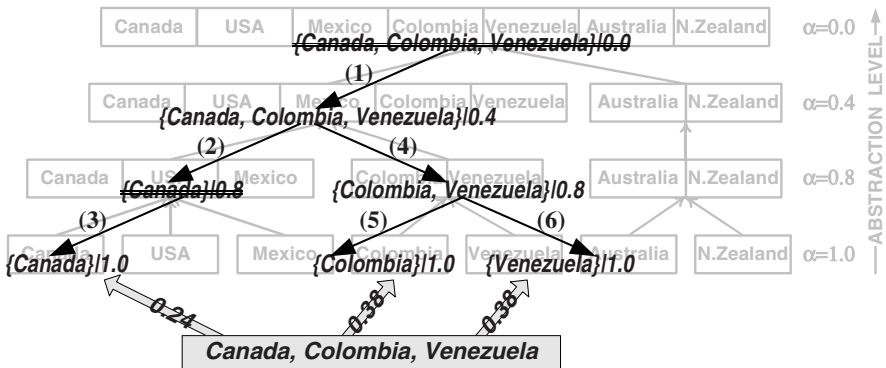 Canada USA Mexico Colombia Venezuela Australia N.Zealand α=0.0
{Canada, Colombia, Venezuela}|0.0
(1)
Canada USA Mexico Colombia Venezuela Australia N.Zealand α=0.4
{Canada, Colombia, Venezuela}|0.4
(2) (4)
Canada USA Mexico Colombia Venezuela Australia N.Zealand α=0.8
{Canada}|0.8 {Colombia, Venezuela}|0.8
(3) (5) (6)
Canada USA Mexico Colombia Venezuela Australia N.Zealand α=1.0
{Canada}|1.0 {Colombia}|1.0 {Venezuela}|1.0
0.24 0.38 0.38
Canada, Colombia, Venezuela
ABSTRACTION LEVEL